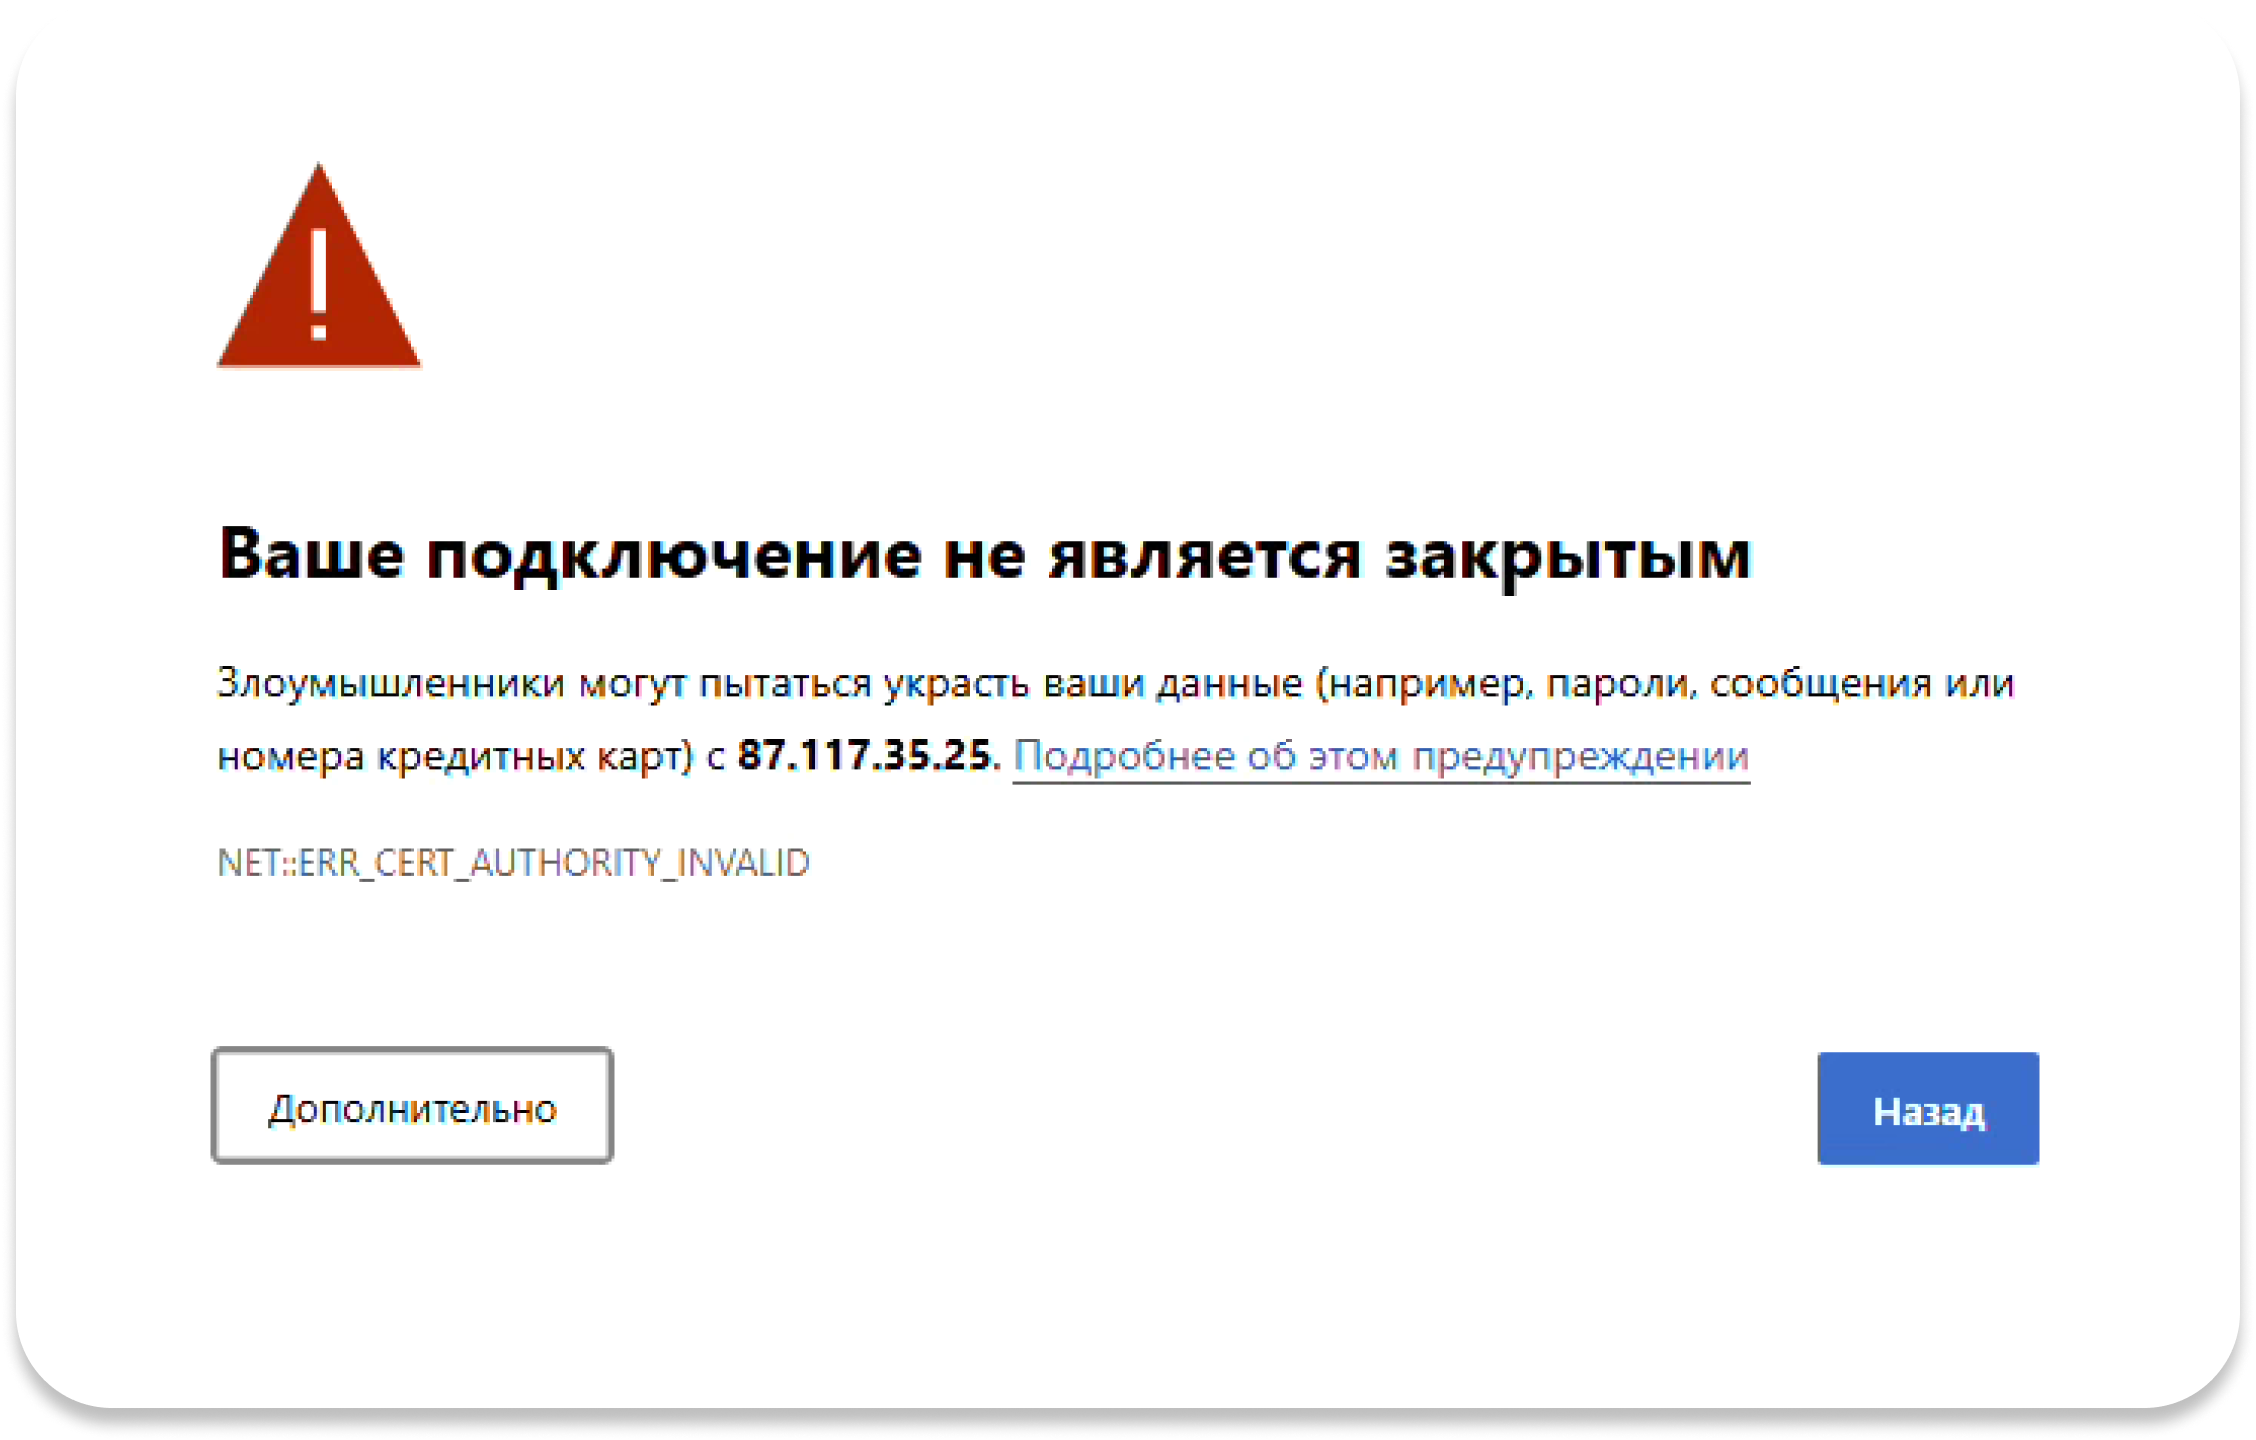 Ваше подключение не является закрытым
Злоумышленники могут пытаться украсть ваши данные (например, пароли, сообщения или
номера кредитных карт) с 87.117.35.25. Подробнее об этом предупреждении
NET::ERR_CERT_AUTHORITY_INVALID
Дополнительно
Назад